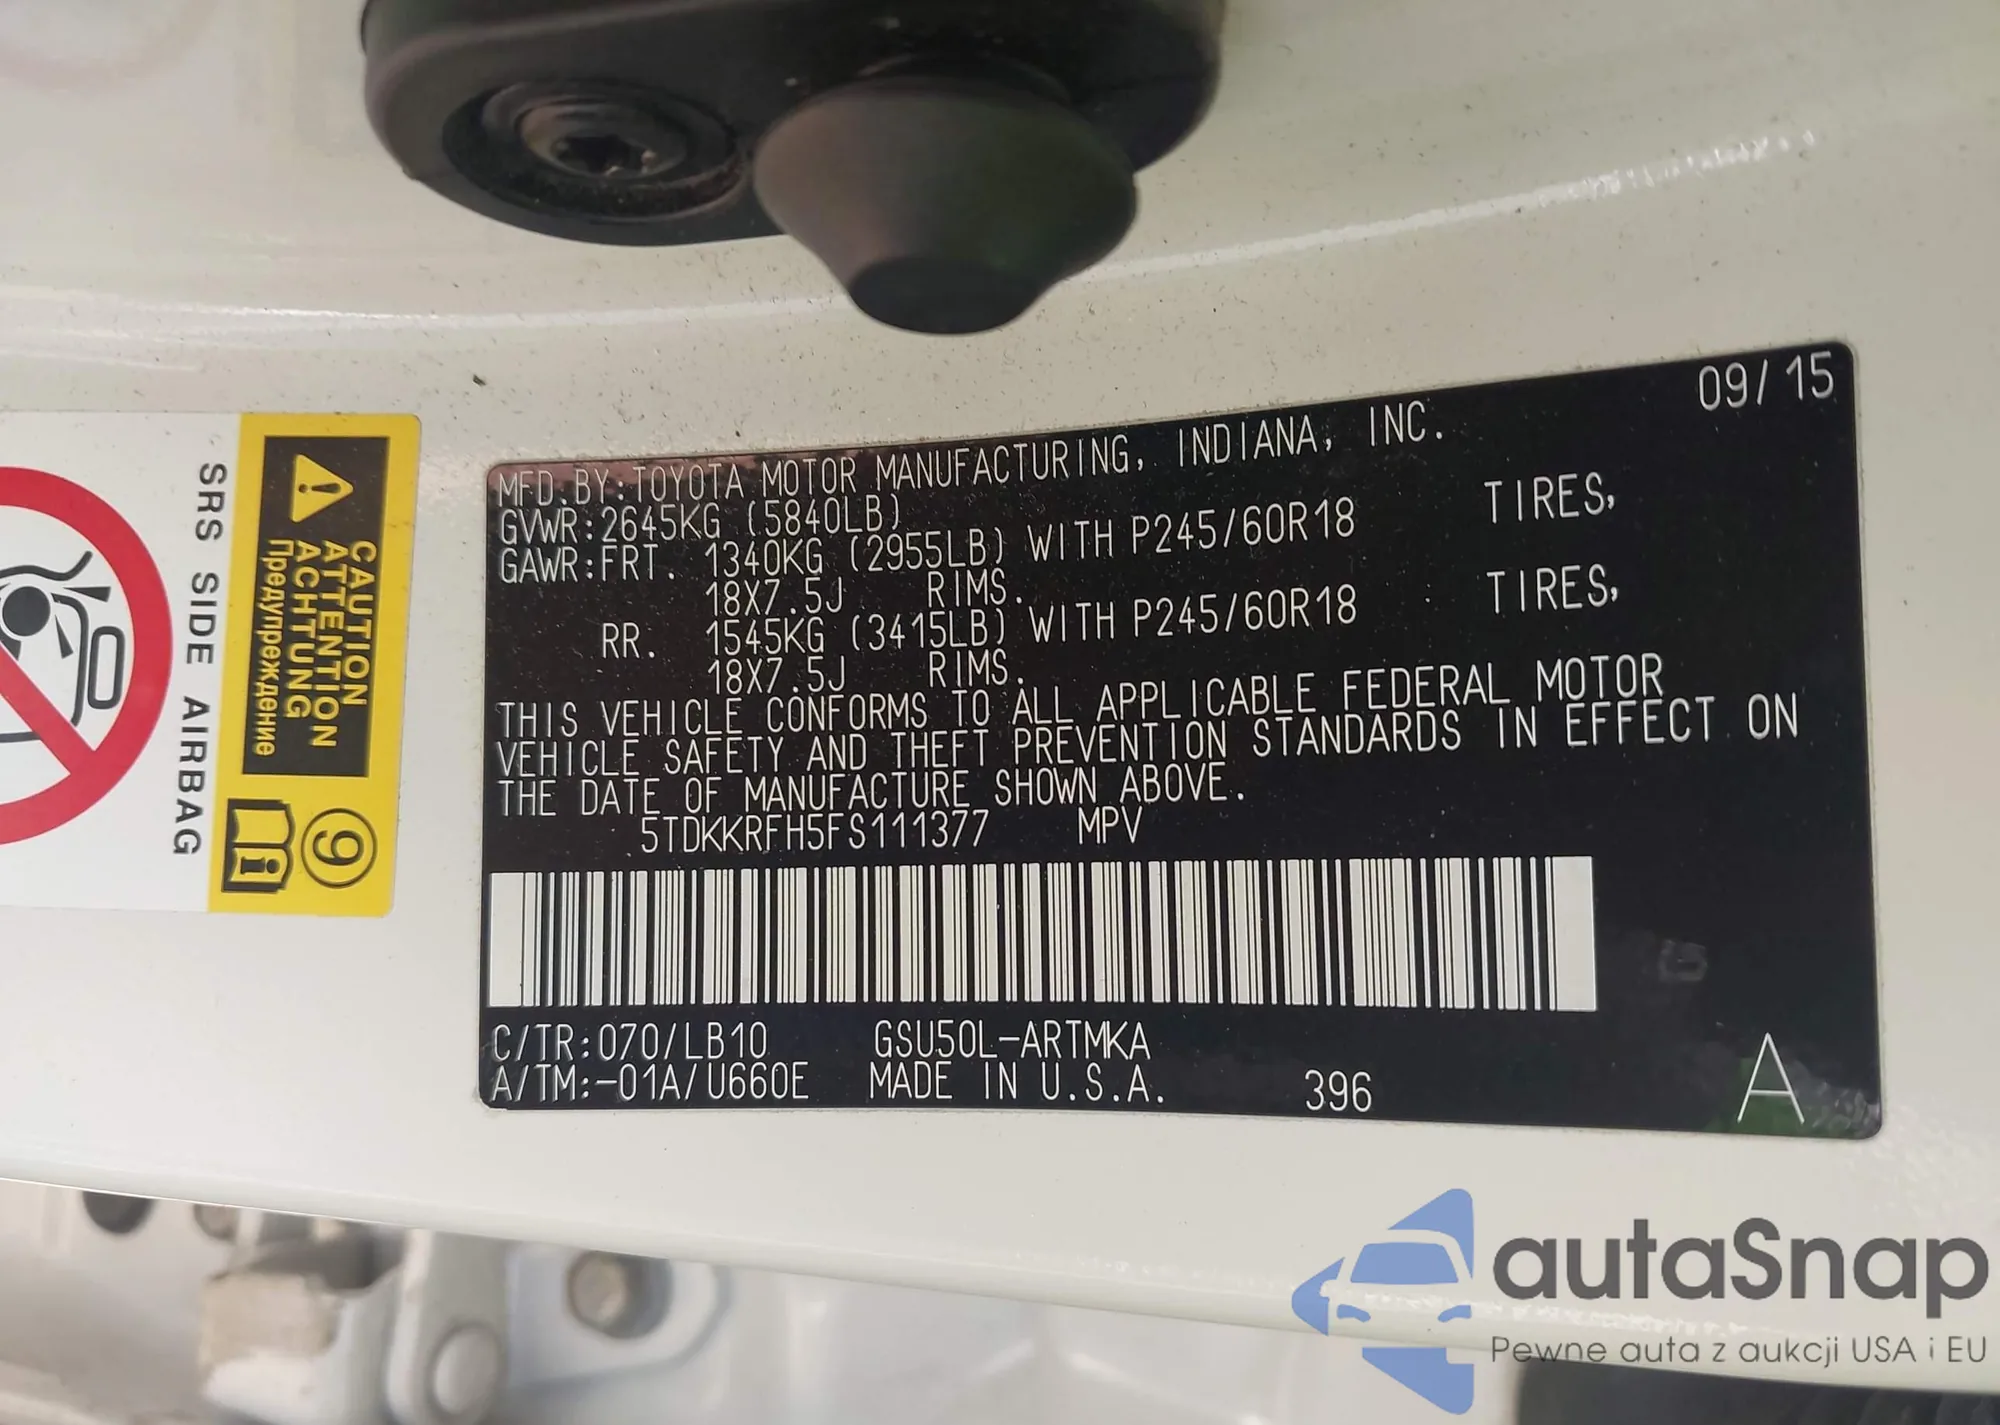 09/15
MFD.BY:TOYOTA MOTOR MANUFACTURING, INDIANA, INC.
GVWR:2645KG (5840LB)
GAWR:FRT. 1340KG (2955LB) WITH P245/60R18 TIRES,
18X7.5J RIMS.
RR. 1545KG (3415LB) WITH P245/60R18 TIRES,
18X7.5J RIMS.
THIS VEHICLE CONFORMS TO ALL APPLICABLE FEDERAL MOTOR
VEHICLE SAFETY AND THEFT PREVENTION STANDARDS IN EFFECT ON
THE DATE OF MANUFACTURE SHOWN ABOVE.
5TDKKRFH5FS111377 MPV
C/TR:070/LB10 GSU50L-ARTMKA
A/TM:-01A/U660E MADE IN U.S.A. 396 A
CAUTION
ATTENTION
ACHTUNG
Предупреждение
9
i
SRS SIDE AIRBAG
autaSnap
Pewne auta z aukcji USA i EU